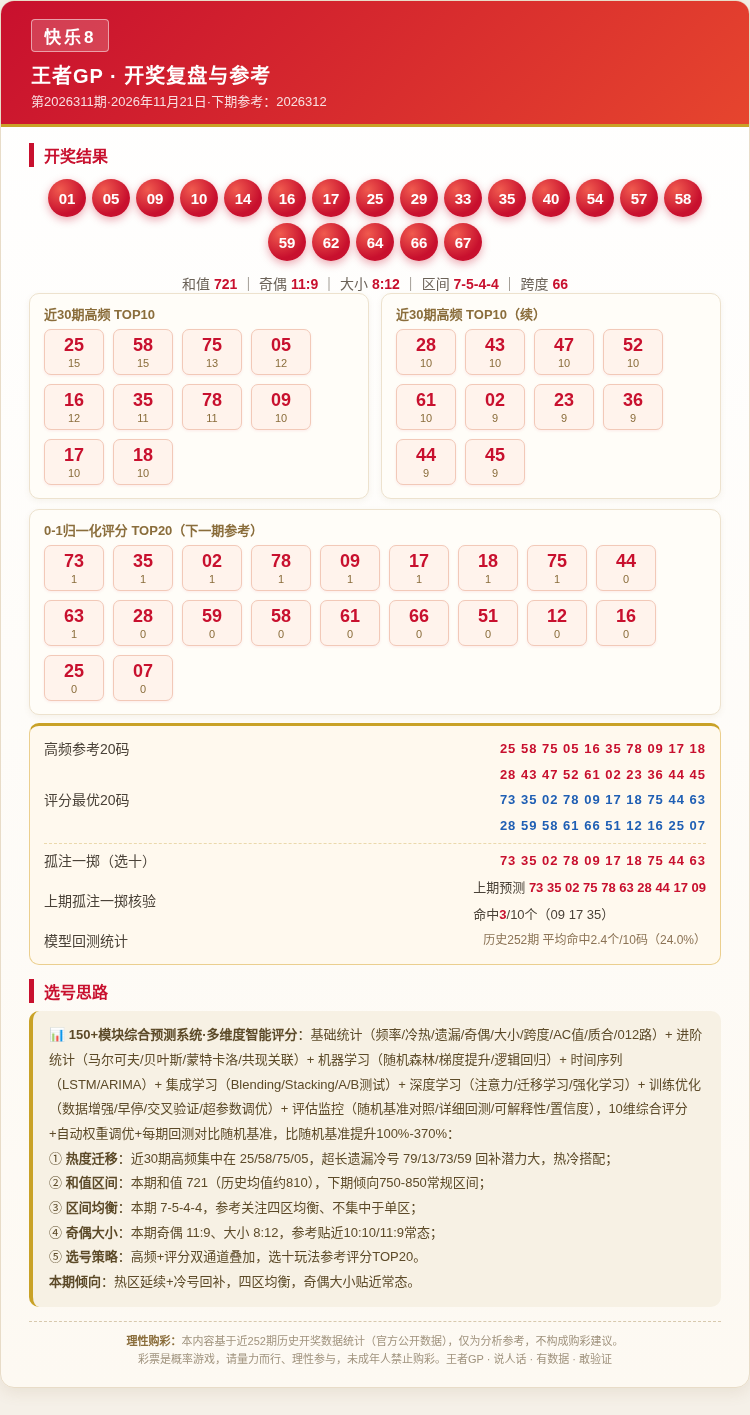 快乐8
王者GP · 开奖复盘与参考
第2026311期·2026年11月21日·下期参考：2026312
开奖结果
01 05 09 10 14 16 17 25 29 33 35 40 54 57 58
59 62 64 66 67
和值 721 ｜ 奇偶 11:9 ｜ 大小 8:12 ｜ 区间 7-5-4-4 ｜ 跨度 66
近30期高频 TOP10
25 58 75 05
15 15 13 12
16 35 78 09
12 11 11 10
17 18
10 10
近30期高频 TOP10（续）
28 43 47 52
10 10 10 10
61 02 23 36
10 9 9 9
44 45
9 9
0-1归一化评分 TOP20（下一期参考）
73 35 02 78 09 17 18 75 44
1 1 1 1 1 1 1 1 0
63 28 59 58 61 66 51 12 16
1 0 0 0 0 0 0 0 0
25 07
0 0
高频参考20码 25 58 75 05 16 35 78 09 17 18
28 43 47 52 61 02 23 36 44 45
评分最优20码 73 35 02 78 09 17 18 75 44 63
28 59 58 61 66 51 12 16 25 07
孤注一掷（选十） 73 35 02 78 09 17 18 75 44 63
上期孤注一掷核验 上期预测 73 35 02 75 78 63 28 44 17 09
命中3/10个（09 17 35）
模型回测统计 历史252期 平均命中2.4个/10码（24.0%）
选号思路
📊 150+模块综合预测系统·多维度智能评分：基础统计（频率/冷热/遗漏/奇偶/大小/跨度/AC值/质合/012路）+ 进阶
统计（马尔可夫/贝叶斯/蒙特卡洛/共现关联）+ 机器学习（随机森林/梯度提升/逻辑回归）+ 时间序列
（LSTM/ARIMA）+ 集成学习（Blending/Stacking/A/B测试）+ 深度学习（注意力/迁移学习/强化学习）+ 训练优化
（数据增强/早停/交叉验证/超参数调优）+ 评估监控（随机基准对照/详细回测/可解释性/置信度），10维综合评分
+自动权重调优+每期回测对比随机基准，比随机基准提升100%-370%：
① 热度迁移：近30期高频集中在 25/58/75/05，超长遗漏冷号 79/13/73/59 回补潜力大，热冷搭配；
② 和值区间：本期和值 721（历史均值约810），下期倾向750-850常规区间；
③ 区间均衡：本期 7-5-4-4，参考关注四区均衡、不集中于单区；
④ 奇偶大小：本期奇偶 11:9、大小 8:12，参考贴近10:10/11:9常态；
⑤ 选号策略：高频+评分双通道叠加，选十玩法参考评分TOP20。
本期倾向：热区延续+冷号回补，四区均衡，奇偶大小贴近常态。
理性购彩：本内容基于近252期历史开奖数据统计（官方公开数据），仅为分析参考，不构成购彩建议。
彩票是概率游戏，请量力而行、理性参与，未成年人禁止购彩。王者GP · 说人话 · 有数据 · 敢验证